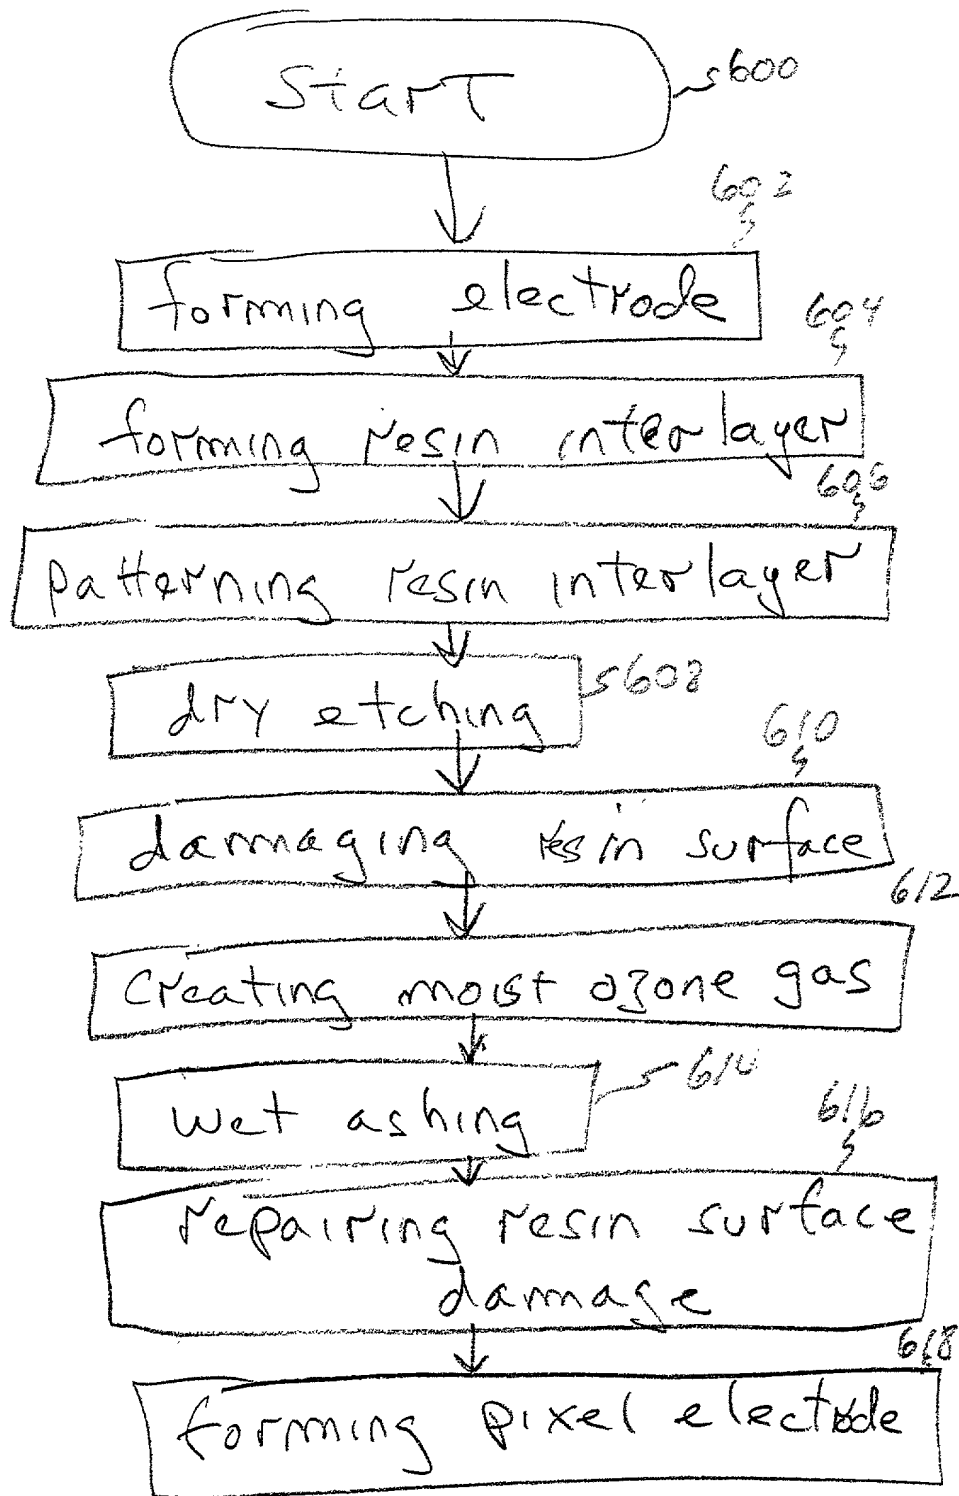 Start
600
602
forming electrode
604
forming resin interlayer
606
patterning resin interlayer
dry etching
608
610
damaging resin surface
612
Creating moist ozone gas
wet ashing
614
616
repairing resin surface
damage
618
forming pixel electrode